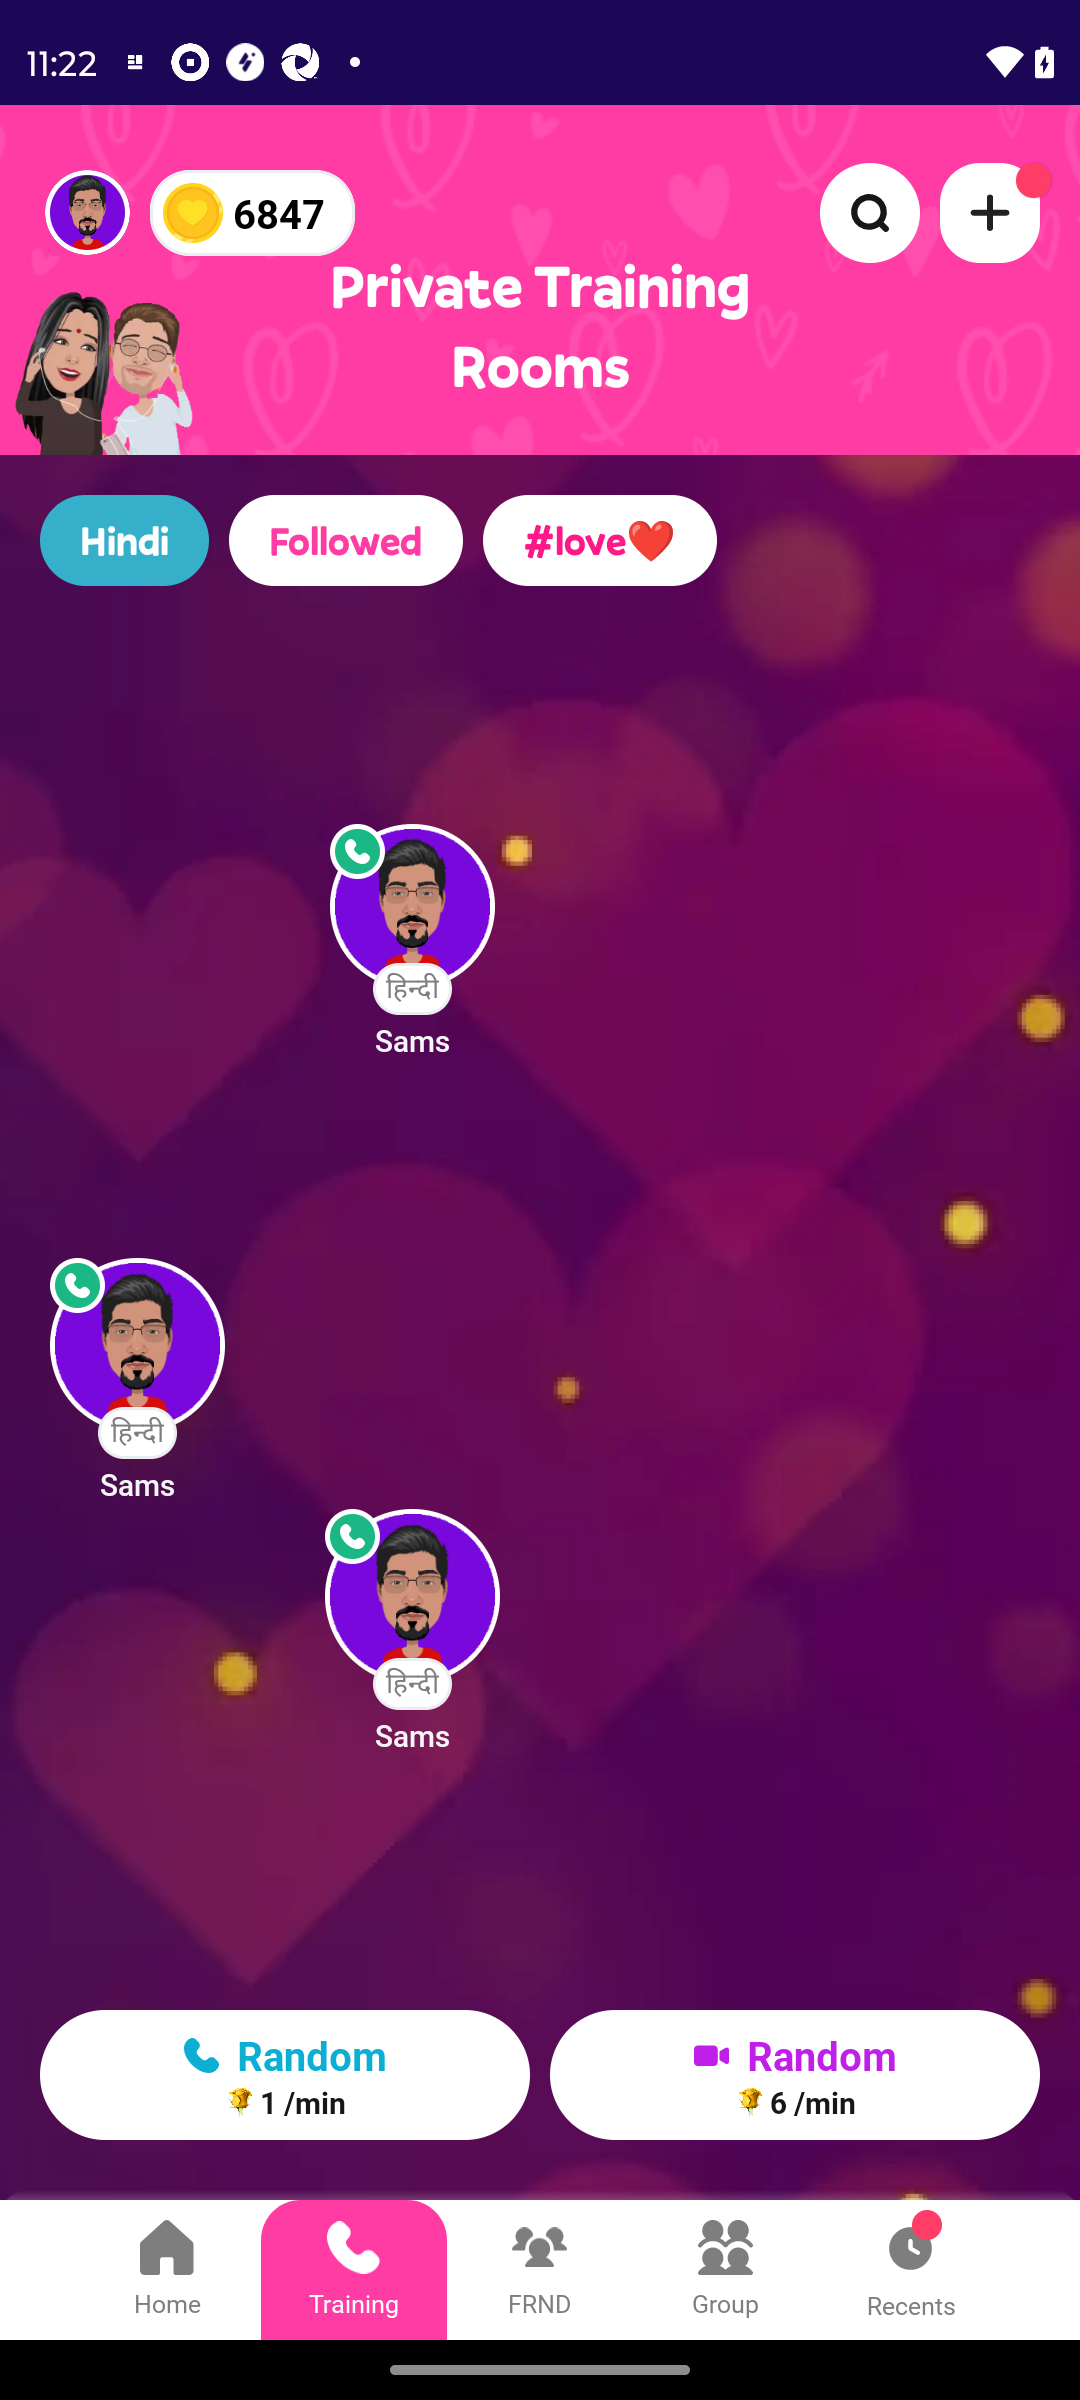 11:22
6847
Private Training
Rooms
Hindi
Followed
#love❤️
हिन्दी
Sams
हिन्दी
Sams
हिन्दी
Sams
Random
1 /min
Random
6 /min
Home
Training
FRND
Group
Recents